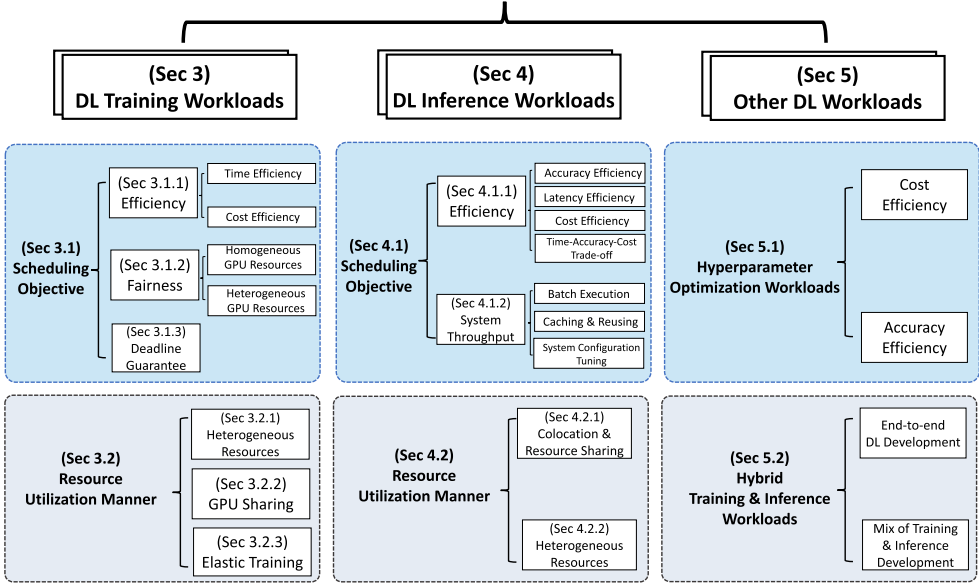 (Sec 3)
DL Training Workloads
(Sec 4)
DL Inference Workloads
(Sec 5)
Other DL Workloads
(Sec 3.1)
Scheduling
Objective
(Sec 3.1.1)
Efficiency
Time Efficiency
Cost Efficiency
(Sec 3.1.2)
Fairness
Homogeneous
GPU Resources
Heterogeneous
GPU Resources
(Sec 3.1.3)
Deadline
Guarantee
(Sec 4.1)
Scheduling
Objective
(Sec 4.1.1)
Efficiency
Accuracy Efficiency
Latency Efficiency
Cost Efficiency
Time-Accuracy-Cost
Trade-off
(Sec 4.1.2)
System
Throughput
Batch Execution
Caching & Reusing
System Configuration
Tuning
(Sec 5.1)
Hyperparameter
Optimization Workloads
Cost
Efficiency
Accuracy
Efficiency
(Sec 3.2)
Resource
Utilization Manner
(Sec 3.2.1)
Heterogeneous
Resources
(Sec 3.2.2)
GPU Sharing
(Sec 3.2.3)
Elastic Training
(Sec 4.2)
Resource
Utilization Manner
(Sec 4.2.1)
Colocation &
Resource Sharing
(Sec 4.2.2)
Heterogeneous
Resources
(Sec 5.2)
Hybrid
Training & Inference
Workloads
End-to-end
DL Development
Mix of Training
& Inference
Development